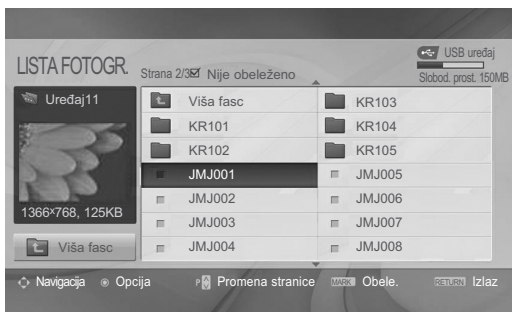 USB uređaj
LISTA FOTOGR. Strana 2/3 Nije obeleženo
Slobod. prost. 150MB
Uređaj11
Viša fasc KR103
KR101 KR104
KR102 KR105
JMJ001 JMJ005
JMJ002 JMJ006
JMJ003 JMJ007
JMJ004 JMJ008
1366x768, 125KB
Viša fasc
Navigacija Opcija P Promena stranice MARK Obele. RETURN Izlaz